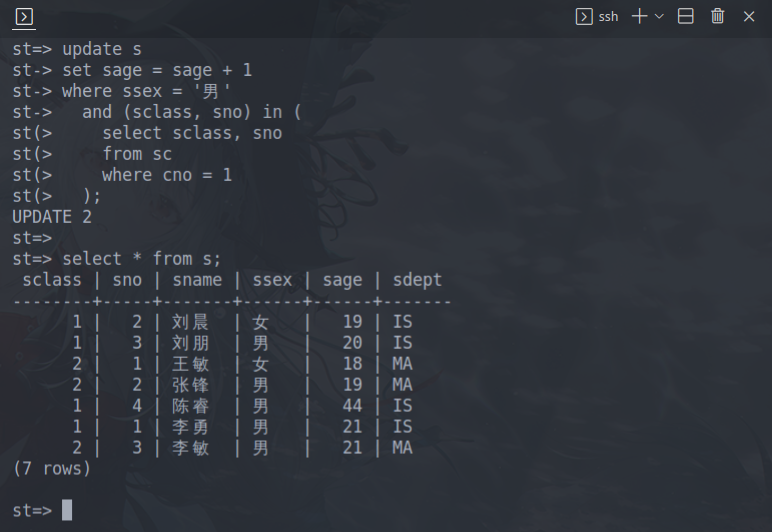 ssh
st=> update s
st-> set sage = sage + 1
st-> where ssex = '男'
st->   and (sclass, sno) in (
st(>     select sclass, sno
st(>     from sc
st(>     where cno = 1
st(>   );
UPDATE 2
st=>
st=> select * from s;
 sclass | sno | sname | ssex | sage | sdept
--------+-----+-------+------+------+-------
      1 |   2 | 刘晨  | 女   |   19 | IS
      1 |   3 | 刘朋  | 男   |   20 | IS
      2 |   1 | 王敏  | 女   |   18 | MA
      2 |   2 | 张锋  | 男   |   19 | MA
      1 |   4 | 陈睿  | 男   |   44 | IS
      1 |   1 | 李勇  | 男   |   21 | IS
      2 |   3 | 李敏  | 男   |   21 | MA
(7 rows)
st=>